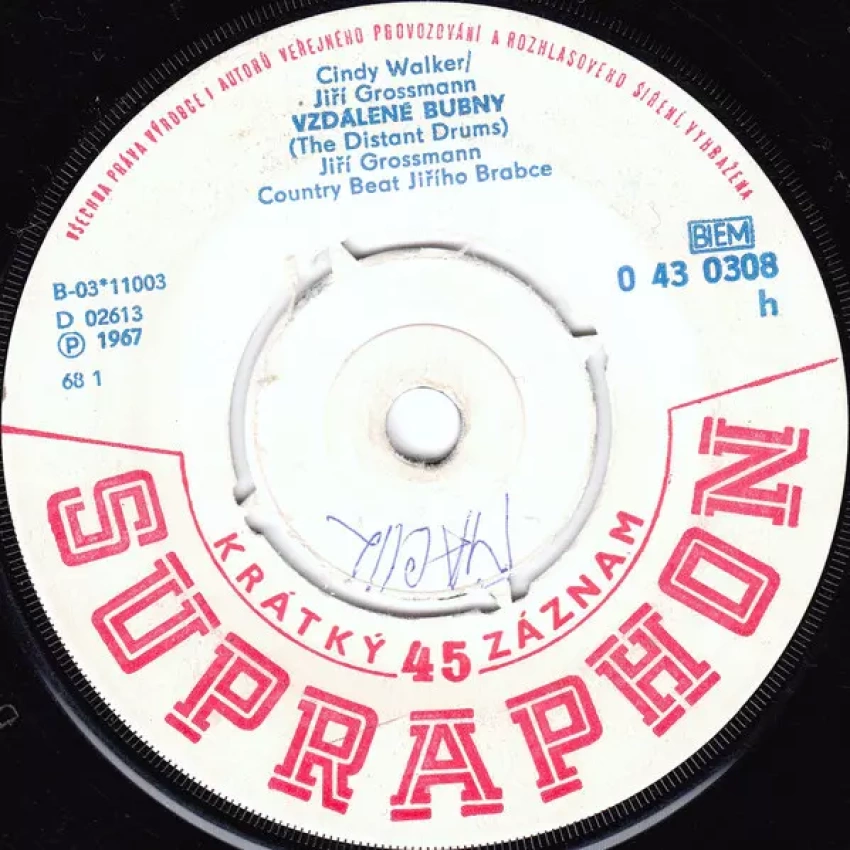 VŠECHNA PRÁVA VÝROBCE I AUTORŮ VEŘEJNÉHO PROVOZOVÁNÍ A ROZHLASOVÉHO ŠÍŘENÍ VYHRAŽENA
Cindy Walker/
Jiří Grossmann
VZDÁLENÉ BUBNY
(The Distant Drums)
Jiří Grossmann
Country Beat Jiřího Brabce
BIEM
0 43 0308
h
B-03*11003
D 02613
Ⓟ 1967
68 1
KRÁTKÝ 45 ZÁZNAM
SUPRAPHON